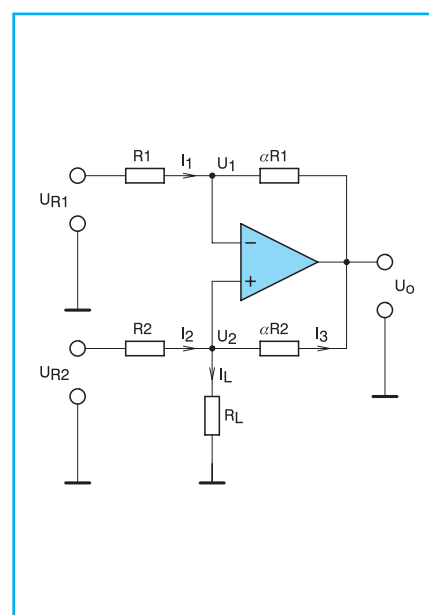 R1 I1 U1 αR1
UR1
−
+
UO
R2 I2 U2 αR2 I3
UR2
IL
RL